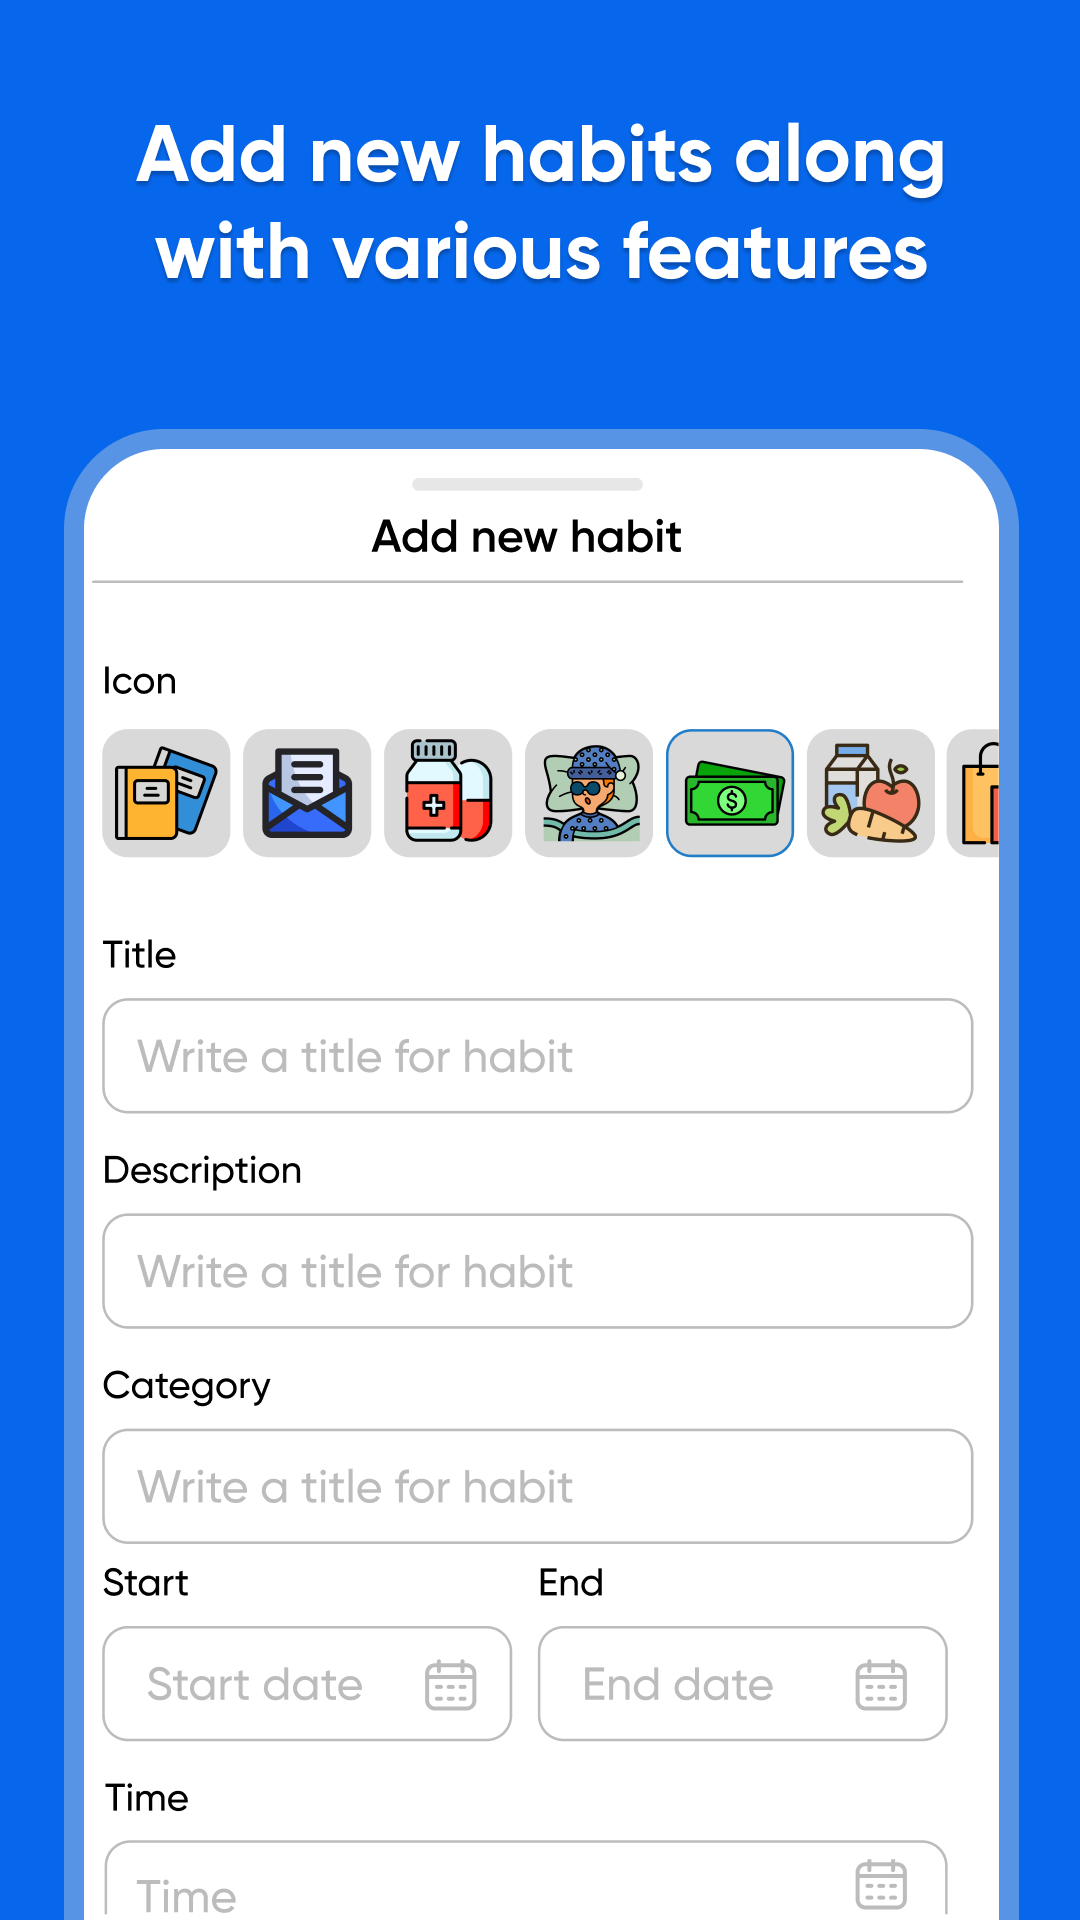 Add new habits along
with various features
Add new habit
Icon
$
Title
Write a title for habit
Description
Write a title for habit
Category
Write a title for habit
Start End
Start date End date
Time
Time